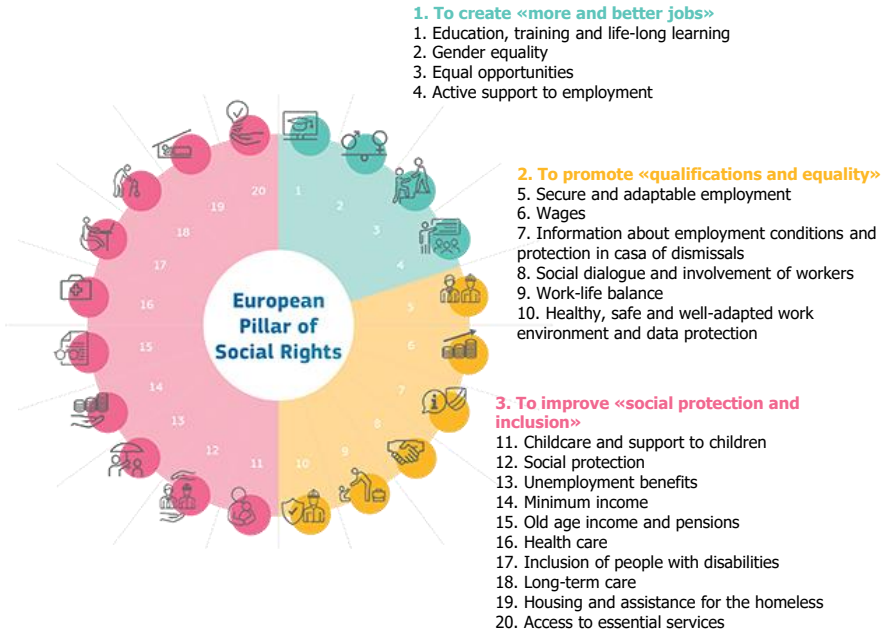 1. To create «more and better jobs»
1. Education, training and life-long learning
2. Gender equality
3. Equal opportunities
4. Active support to employment
2. To promote «qualifications and equality»
5. Secure and adaptable employment
6. Wages
7. Information about employment conditions and
protection in casa of dismissals
8. Social dialogue and involvement of workers
9. Work-life balance
10. Healthy, safe and well-adapted work
environment and data protection
3. To improve «social protection and
inclusion»
11. Childcare and support to children
12. Social protection
13. Unemployment benefits
14. Minimum income
15. Old age income and pensions
16. Health care
17. Inclusion of people with disabilities
18. Long-term care
19. Housing and assistance for the homeless
20. Access to essential services
European
Pillar of
Social Rights
1
2
3
4
5
6
7
8
9
10
11
12
13
14
15
16
17
18
19
20